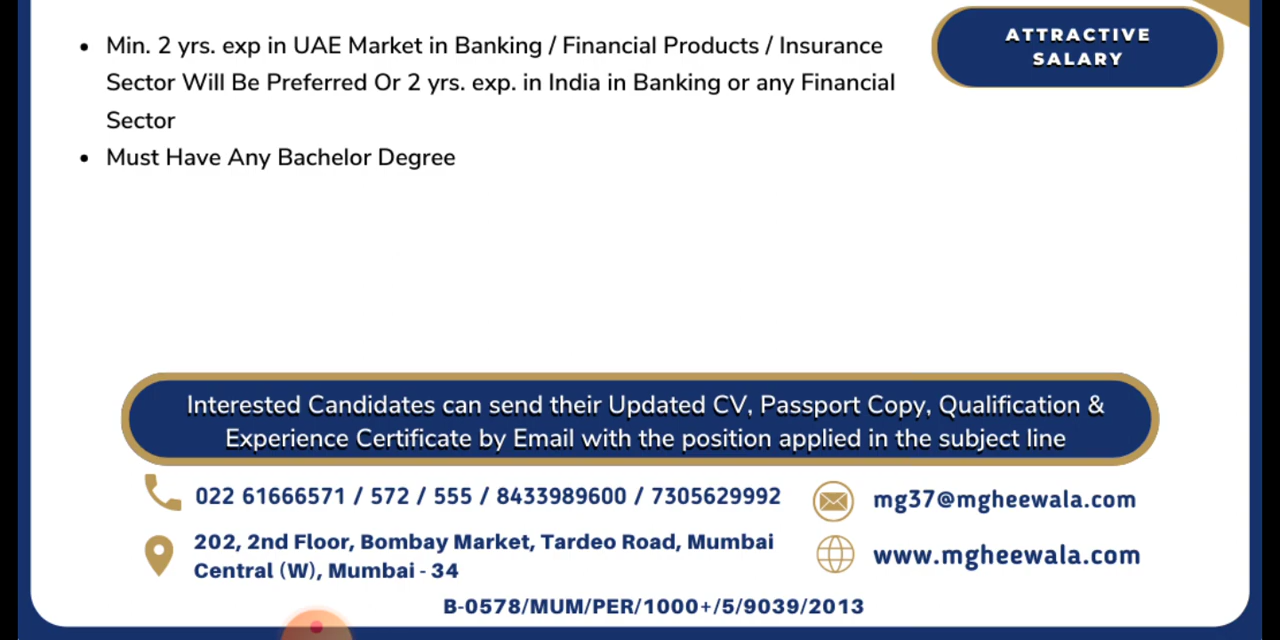 • Min. 2 yrs. exp in UAE Market in Banking / Financial Products / Insurance
Sector Will Be Preferred Or 2 yrs. exp. in India in Banking or any Financial
Sector
• Must Have Any Bachelor Degree
ATTRACTIVE
SALARY
Interested Candidates can send their Updated CV, Passport Copy, Qualification &
Experience Certificate by Email with the position applied in the subject line
022 61666571 / 572 / 555 / 8433989600 / 7305629992
mg37@mgheewala.com
202, 2nd Floor, Bombay Market, Tardeo Road, Mumbai
Central (W), Mumbai - 34
www.mgheewala.com
B-0578/MUM/PER/1000+/5/9039/2013